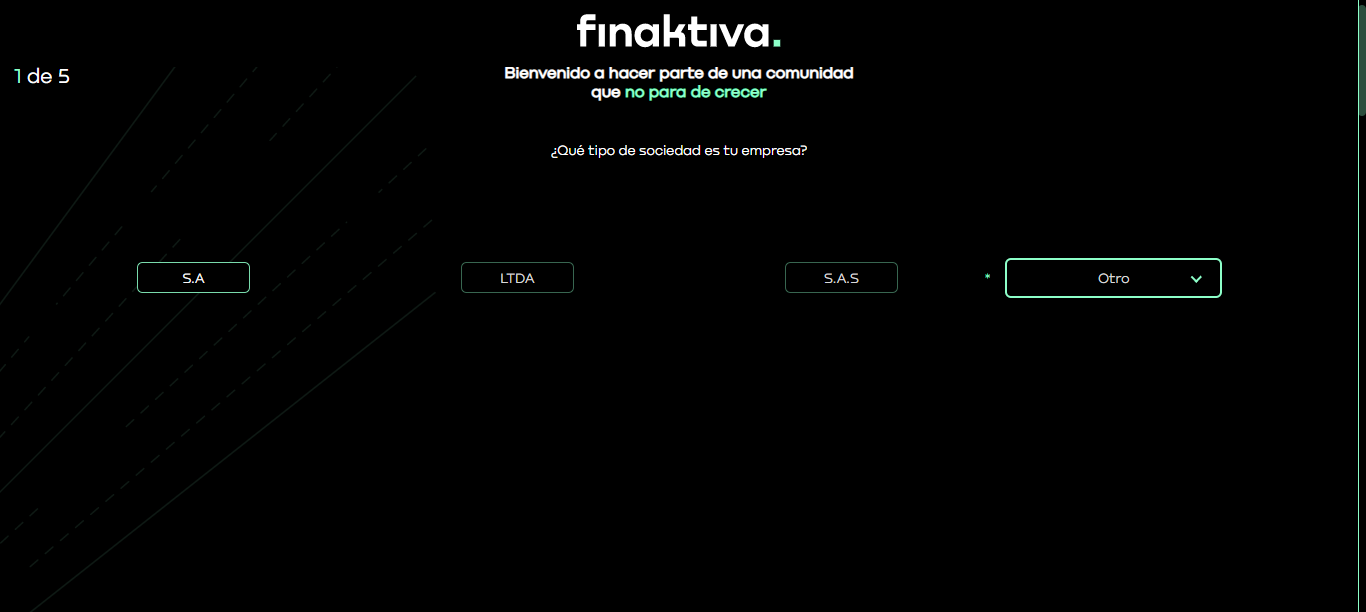 finaktiva.
1 de 5
Bienvenido a hacer parte de una comunidad
que no para de crecer
¿Qué tipo de sociedad es tu empresa?
S.A
LTDA
S.A.S
* Otro